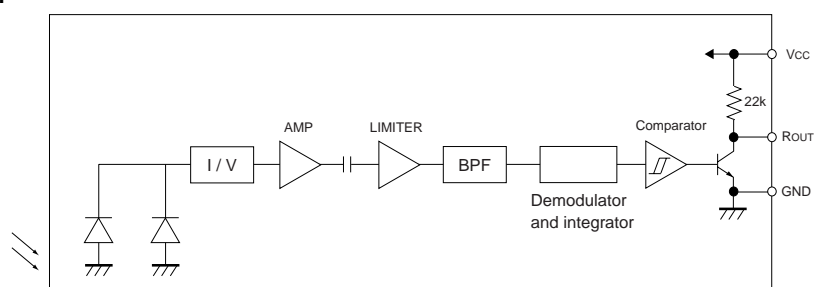 Vcc
22k
AMP
LIMITER
Comparator
ROUT
I / V
BPF
GND
Demodulator
and integrator